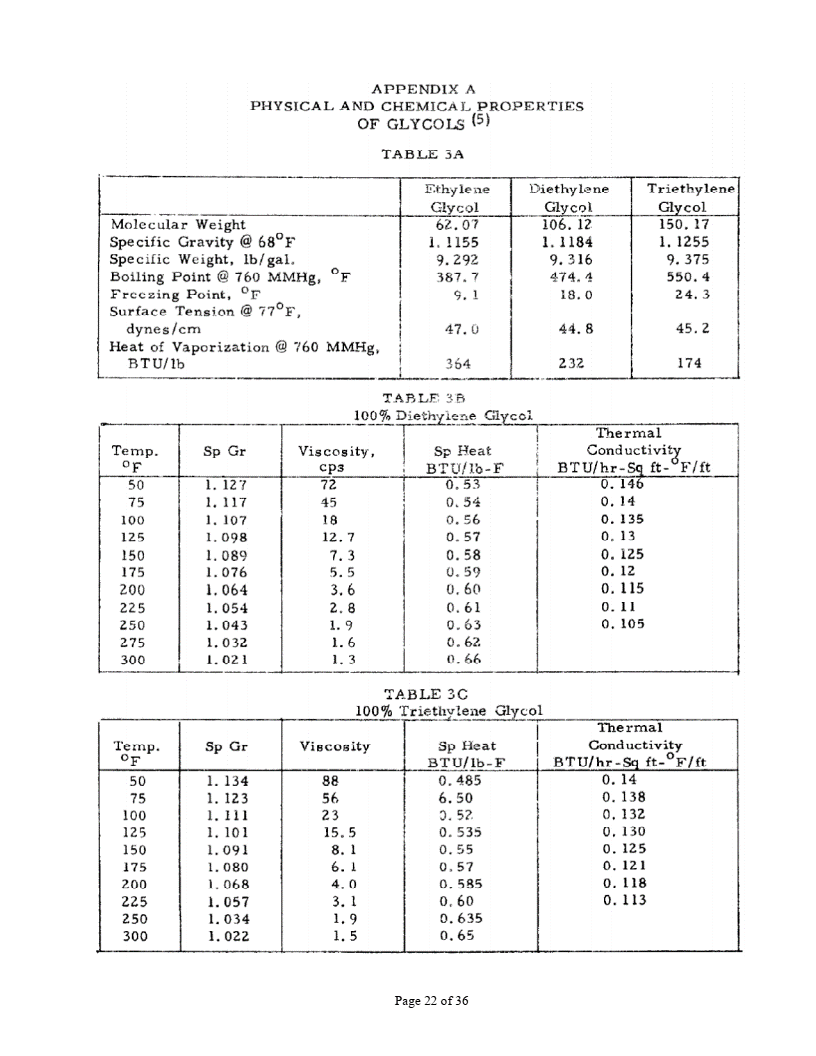 APPENDIX A
PHYSICAL AND CHEMICAL PROPERTIES
OF GLYCOLS (5)
TABLE 3A
Ethylene Diethylene Triethylene
Glycol Glycol Glycol
Molecular Weight 62.07 106.12 150.17
Specific Gravity @ 68°F 1.1155 1.1184 1.1255
Specific Weight, lb/gal. 9.292 9.316 9.375
Boiling Point @ 760 MMHg, °F 387.7 474.4 550.4
Freezing Point, °F 9.1 18.0 24.3
Surface Tension @ 77°F,
dynes/cm 47.0 44.8 45.2
Heat of Vaporization @ 760 MMHg,
BTU/lb 364 232 174
TABLE 3B
100% Diethylene Glycol
Thermal
Temp. Sp Gr Viscosity, Sp Heat Conductivity
°F cps BTU/lb-F BTU/hr-Sq ft-°F/ft
50 1.127 72 0.53 0.146
75 1.117 45 0.54 0.14
100 1.107 18 0.56 0.135
125 1.098 12.7 0.57 0.13
150 1.089 7.3 0.58 0.125
175 1.076 5.5 0.59 0.12
200 1.064 3.6 0.60 0.115
225 1.054 2.8 0.61 0.11
250 1.043 1.9 0.63 0.105
275 1.032 1.6 0.62
300 1.021 1.3 0.66
TABLE 3C
100% Triethylene Glycol
Thermal
Temp. Sp Gr Viscosity Sp Heat Conductivity
°F BTU/lb-F BTU/hr-Sq ft-°F/ft
50 1.134 88 0.485 0.14
75 1.123 56 6.50 0.138
100 1.111 23 0.52 0.132
125 1.101 15.5 0.535 0.130
150 1.091 8.1 0.55 0.125
175 1.080 6.1 0.57 0.121
200 1.068 4.0 0.585 0.118
225 1.057 3.1 0.60 0.113
250 1.034 1.9 0.635
300 1.022 1.5 0.65
Page 22 of 36